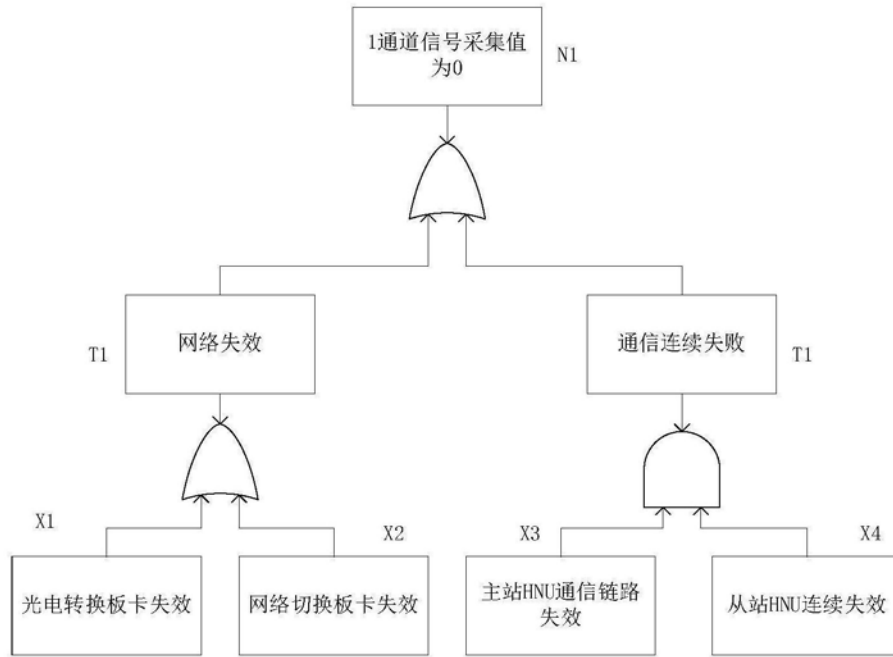 1通道信号采集值
为0
N1
网络失效
T1
通信连续失败
T1
X1
X2
X3
X4
光电转换板卡失效
网络切换板卡失效
主站HNU通信链路
失效
从站HNU连续失效